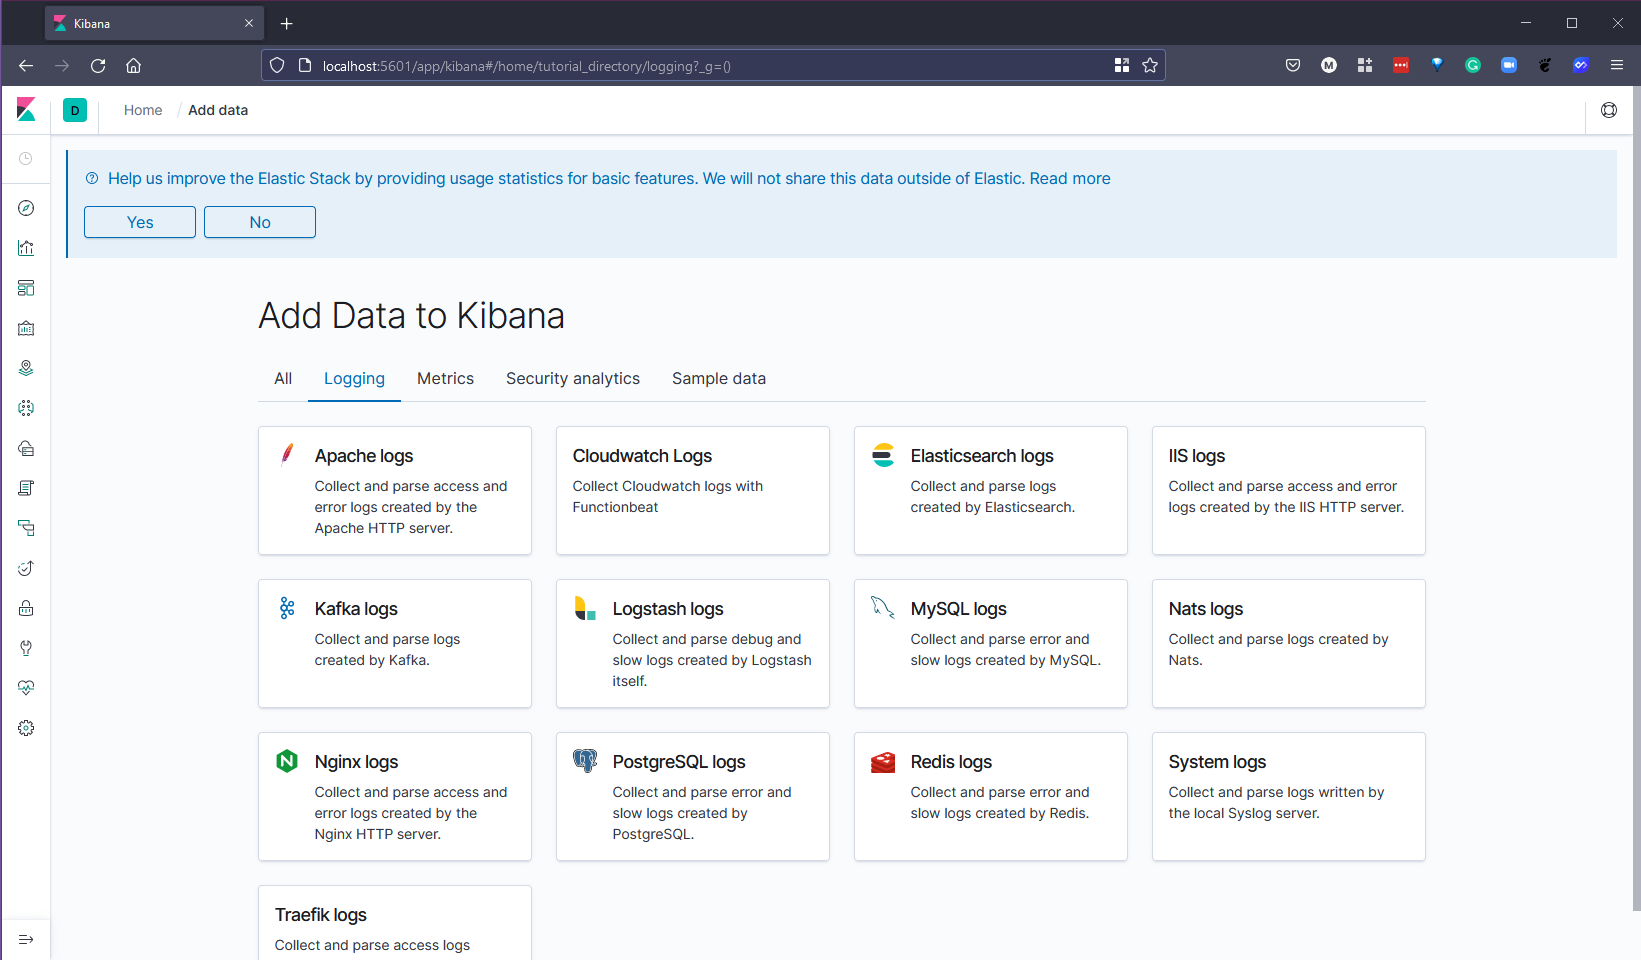 Kibana
localhost:5601/app/kibana#/home/tutorial_directory/logging?_g=()
M
G
D
Home / Add data
Help us improve the Elastic Stack by providing usage statistics for basic features. We will not share this data outside of Elastic. Read more
Yes No
Add Data to Kibana
All Logging Metrics Security analytics Sample data
Apache logs
Collect and parse access and
error logs created by the
Apache HTTP server.
Cloudwatch Logs
Collect Cloudwatch logs with
Functionbeat
Elasticsearch logs
Collect and parse logs
created by Elasticsearch.
IIS logs
Collect and parse access and error
logs created by the IIS HTTP server.
Kafka logs
Collect and parse logs
created by Kafka.
Logstash logs
Collect and parse debug and
slow logs created by Logstash
itself.
MySQL logs
Collect and parse error and
slow logs created by MySQL.
Nats logs
Collect and parse logs created by
Nats.
N
Nginx logs
Collect and parse access and
error logs created by the
Nginx HTTP server.
PostgreSQL logs
Collect and parse error and
slow logs created by
PostgreSQL.
Redis logs
Collect and parse error and
slow logs created by Redis.
System logs
Collect and parse logs written by
the local Syslog server.
Traefik logs
Collect and parse access logs